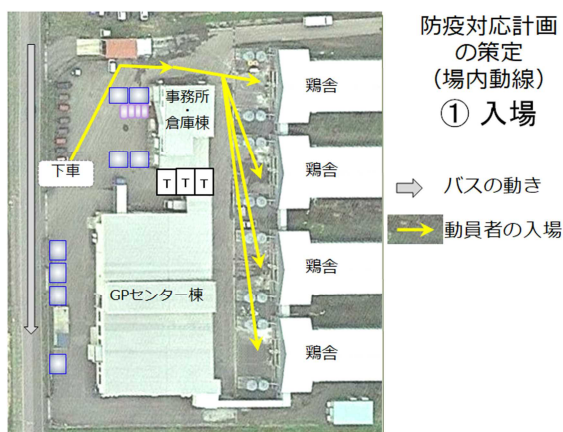 防疫対応計画
の策定
(場内動線)
① 入場
バスの動き
動員者の入場
事務所
・
倉庫棟
下車
T T T
GPセンター棟
鶏舎
鶏舎
鶏舎
鶏舎